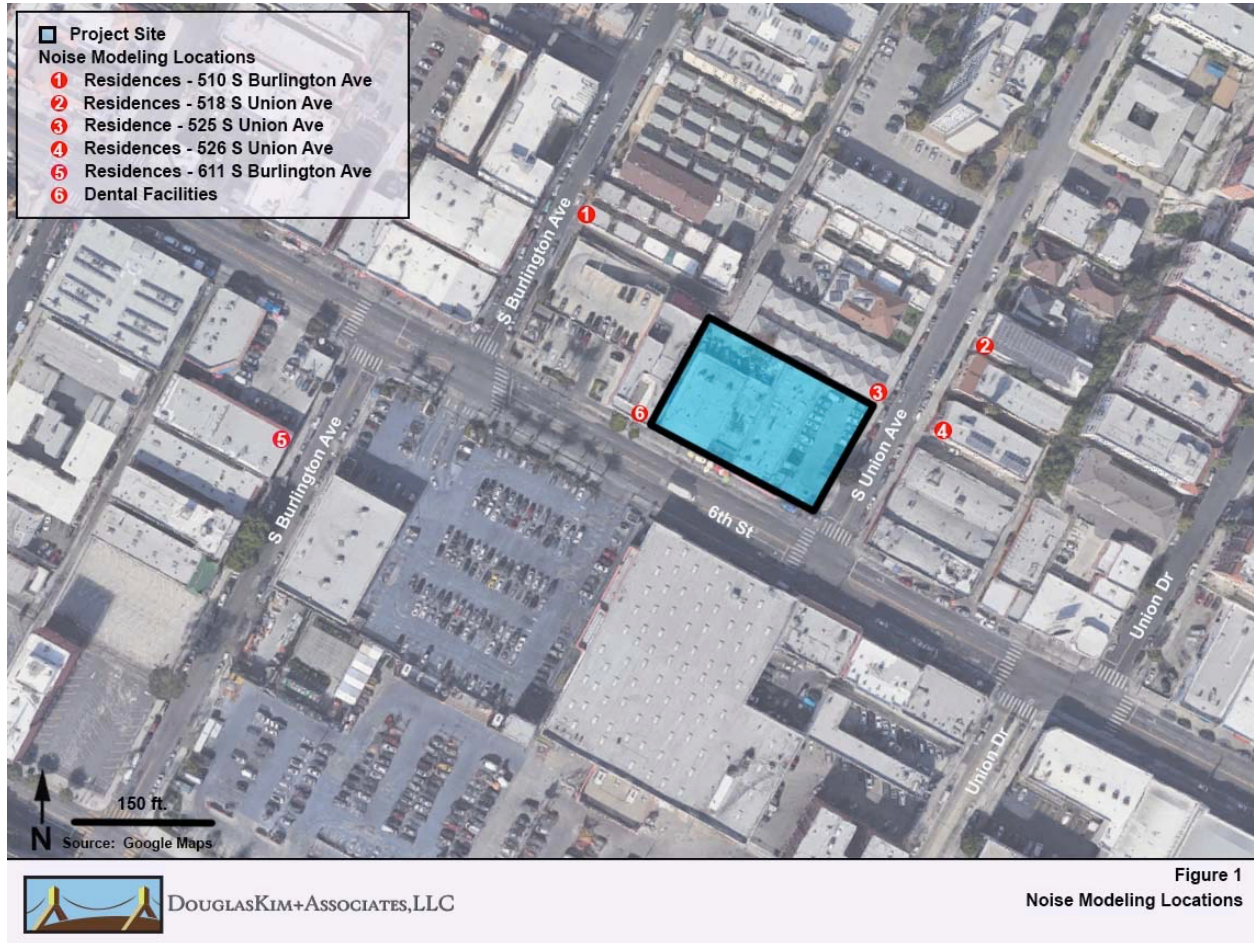 Project Site
Noise Modeling Locations
1 Residences - 510 S Burlington Ave
2 Residences - 518 S Union Ave
3 Residence - 525 S Union Ave
4 Residences - 526 S Union Ave
5 Residences - 611 S Burlington Ave
6 Dental Facilities
S Burlington Ave
1
2
3
6
4
5
S Burlington Ave
S Union Ave
6th St
Union Dr
Union Dr
150 ft.
N
Source: Google Maps
Figure 1
Noise Modeling Locations
DOUGLASKIM+ASSOCIATES,LLC